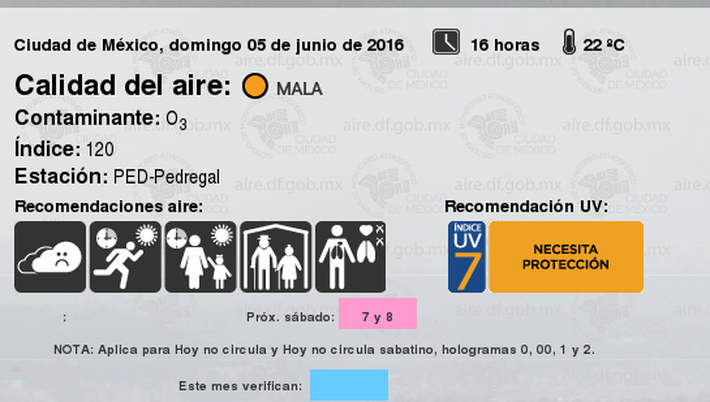 Ciudad de México, domingo 05 de junio de 2016 16 horas 22 ºC
Calidad del aire: MALA
Contaminante: O3
Índice: 120
Estación: PED-Pedregal
Recomendaciones aire: Recomendación UV:
ÍNDICE
UV
7
NECESITA
PROTECCIÓN
: Próx. sábado: 7 y 8
NOTA: Aplica para Hoy no circula y Hoy no circula sabatino, hologramas 0, 00, 1 y 2.
Este mes verifican:
aire.df.gob.mx
CIUDAD
DE MÉXICO